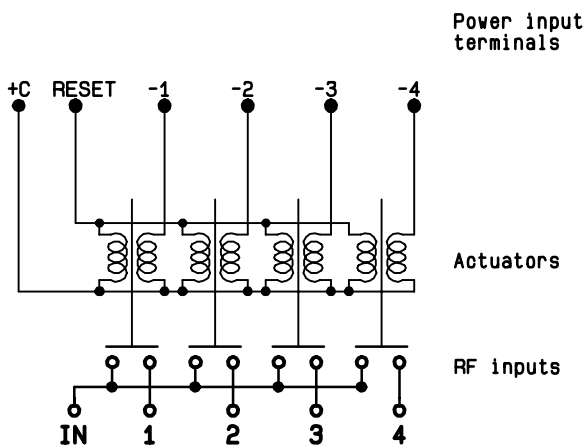 Power input
terminals
+C RESET -1 -2 -3 -4
Actuators
RF inputs
IN 1 2 3 4